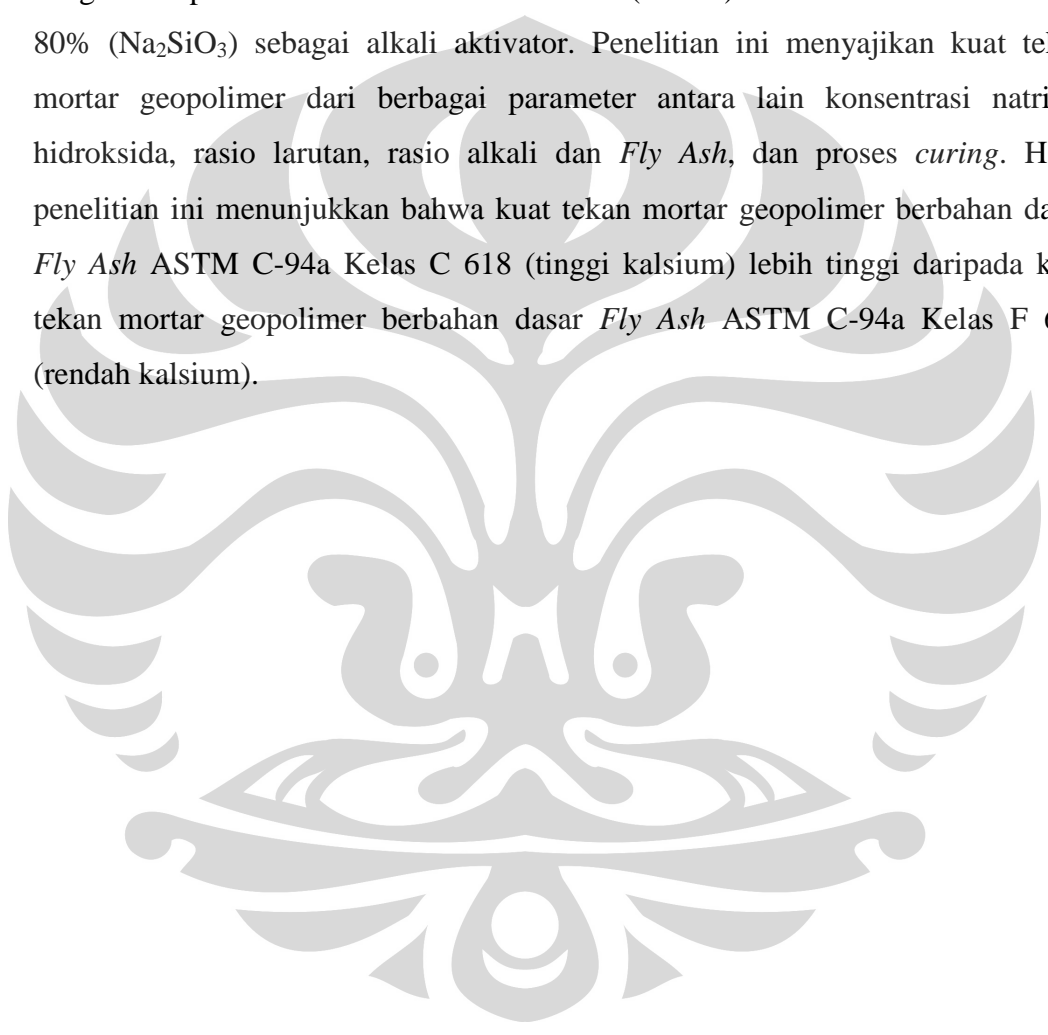 80% (Na₂SiO₃) sebagai alkali aktivator. Penelitian ini menyajikan kuat
mortar geopolimer dari berbagai parameter antara lain konsentrasi
hidroksida, rasio larutan, rasio alkali dan Fly Ash, dan proses curing.
penelitian ini menunjukkan bahwa kuat tekan mortar geopolimer berbahan
Fly Ash ASTM C-94a Kelas C 618 (tinggi kalsium) lebih tinggi daripada
tekan mortar geopolimer berbahan dasar Fly Ash ASTM C-94a Kelas F
(rendah kalsium).